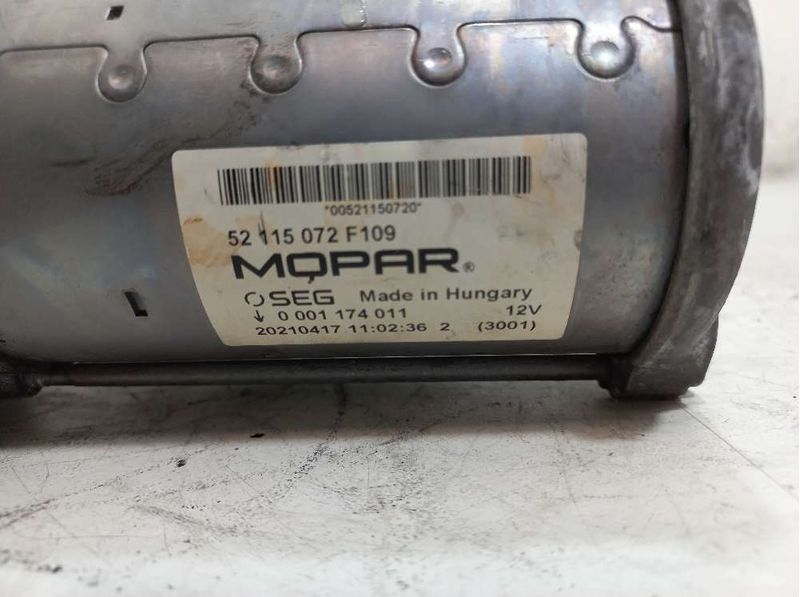 *00521150720*
52 115 072 F109
MOPAR®
SEG Made in Hungary
↓ 0 001 174 011 12V
20210417 11:02:36 2 (3001)